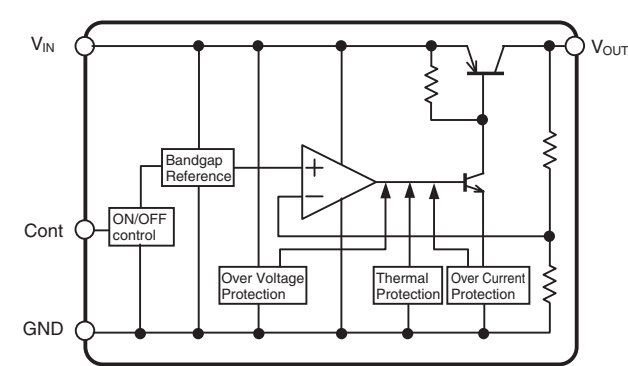 VIN
VOUT
Bandgap
Reference
+
−
Cont
ON/OFF
control
Over Voltage
Protection
Thermal
Protection
Over Current
Protection
GND